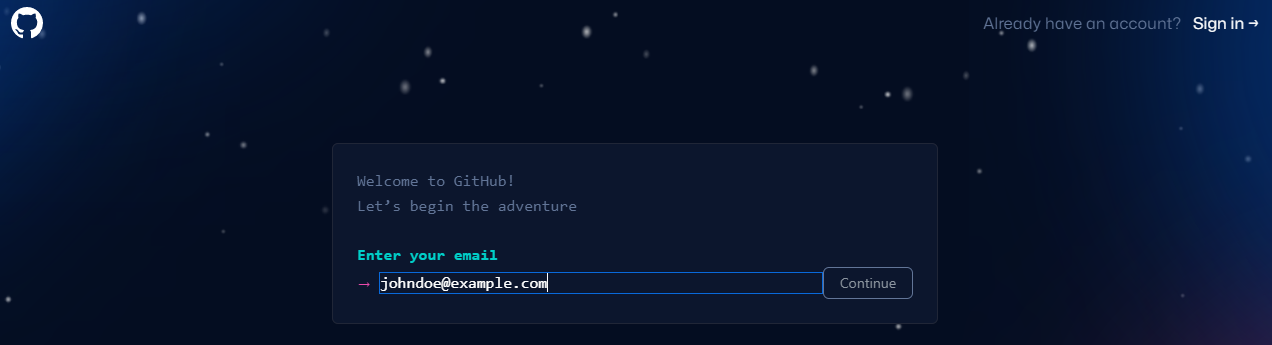 Already have an account? Sign in →
Welcome to GitHub!
Let’s begin the adventure
Enter your email
→ johndoe@example.com Continue